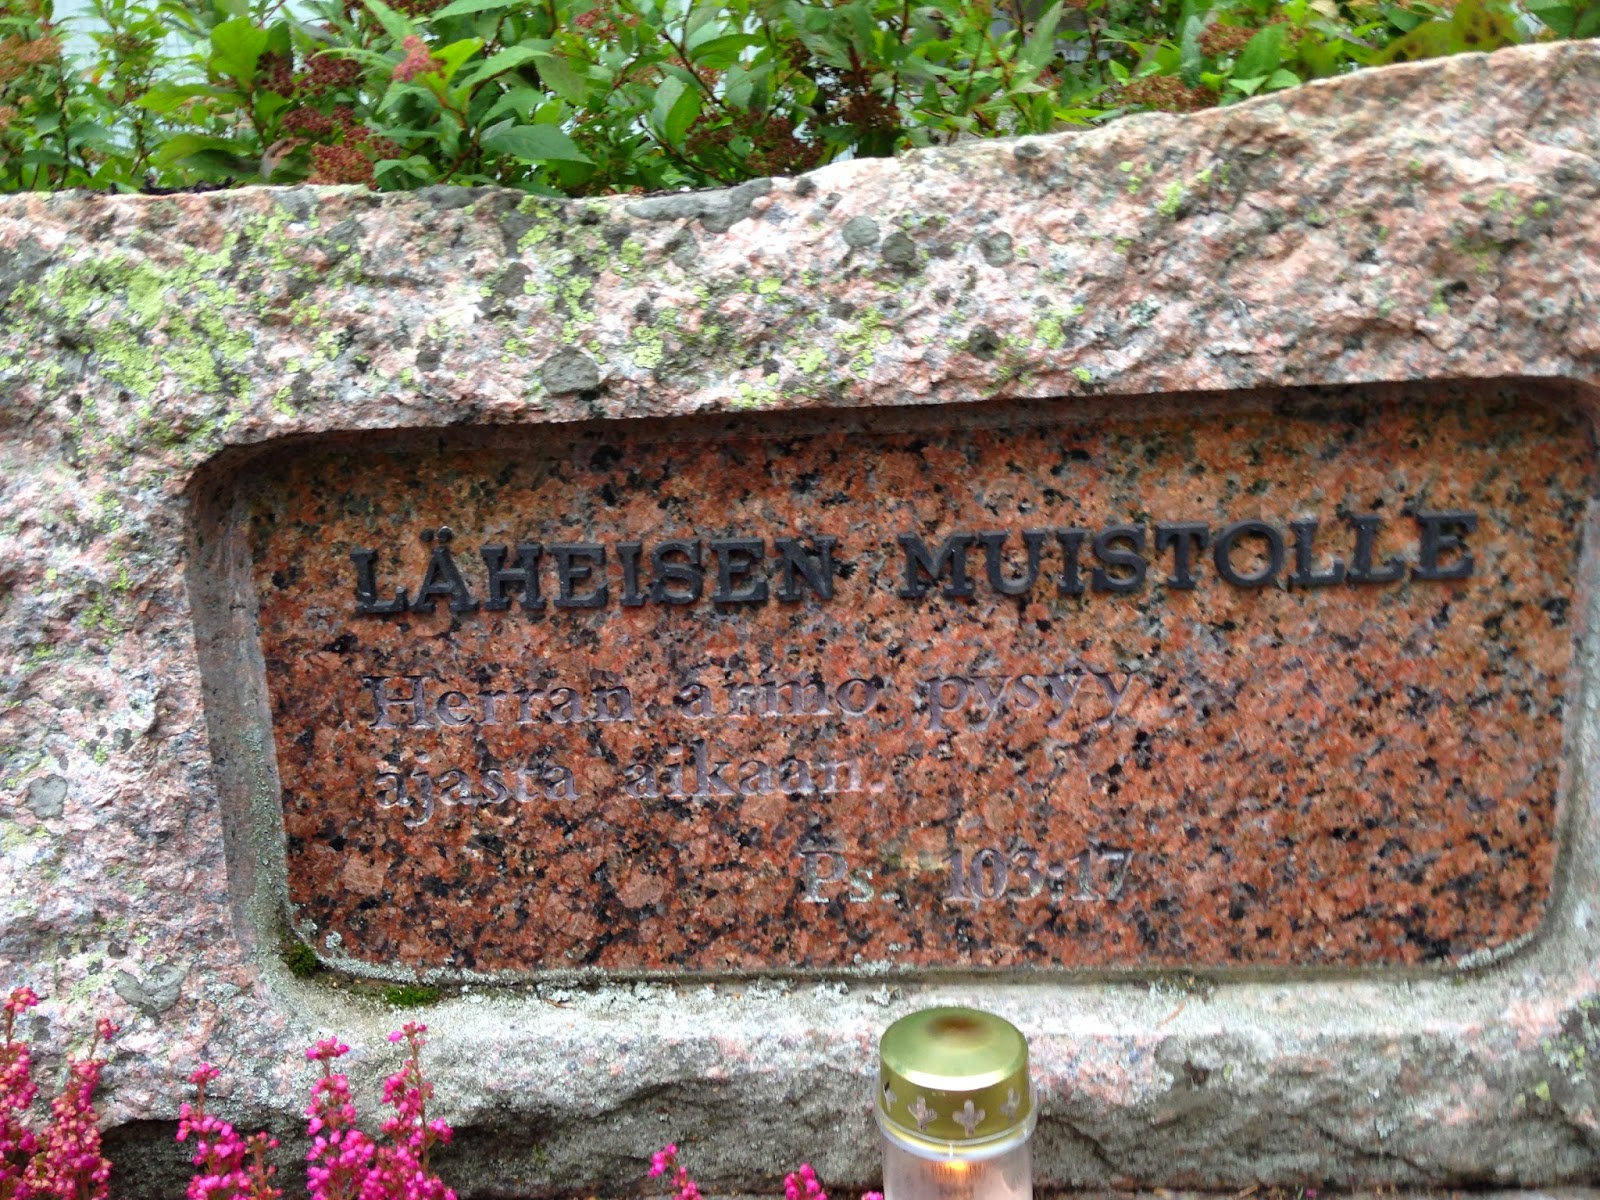 LÄHEISEN MUISTOLLE
Herran armo pysyy
ajasta aikaan.
Ps. 103:17